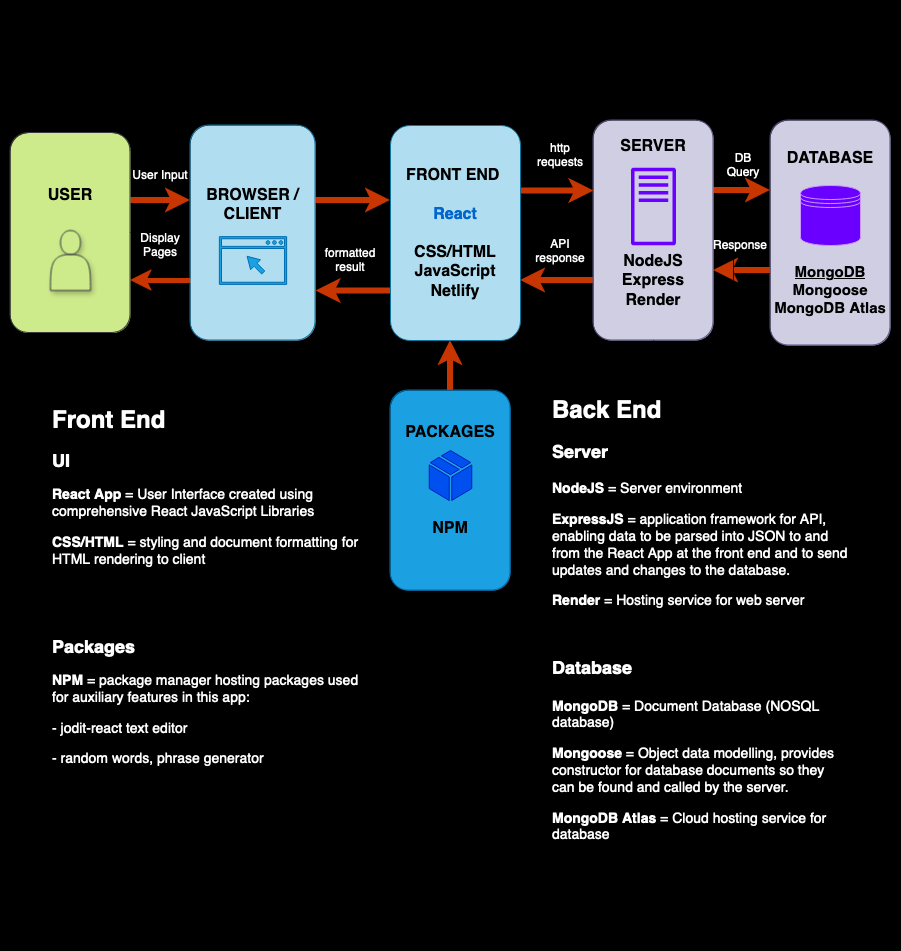 USER
User Input
Display
Pages
BROWSER /
CLIENT
formatted
result
FRONT END
React
CSS/HTML
JavaScript
Netlify
http
requests
API
response
SERVER
NodeJS
Express
Render
DB
Query
Response
DATABASE
MongoDB
Mongoose
MongoDB Atlas
PACKAGES
NPM
Front End
UI
React App = User Interface created using
comprehensive React JavaScript Libraries
CSS/HTML = styling and document formatting for
HTML rendering to client
Packages
NPM = package manager hosting packages used
for auxiliary features in this app:
- jodit-react text editor
- random words, phrase generator
Back End
Server
NodeJS = Server environment
ExpressJS = application framework for API,
enabling data to be parsed into JSON to and
from the React App at the front end and to send
updates and changes to the database.
Render = Hosting service for web server
Database
MongoDB = Document Database (NOSQL
database)
Mongoose = Object data modelling, provides
constructor for database documents so they
can be found and called by the server.
MongoDB Atlas = Cloud hosting service for
database